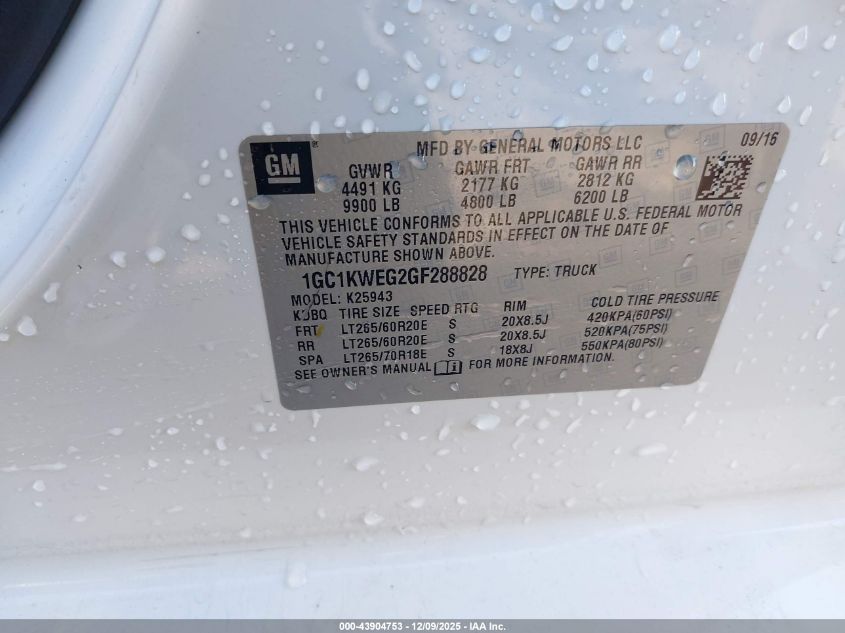 GM ®
MFD BY GENERAL MOTORS LLC 09/16
GVWR GAWR FRT GAWR RR
4491 KG 2177 KG 2812 KG
9900 LB 4800 LB 6200 LB
THIS VEHICLE CONFORMS TO ALL APPLICABLE U.S. FEDERAL MOTOR
VEHICLE SAFETY STANDARDS IN EFFECT ON THE DATE OF
MANUFACTURE SHOWN ABOVE.
1GC1KWEG2GF288828 TYPE: TRUCK
MODEL: K25943
TIRE SIZE SPEED RTG RIM COLD TIRE PRESSURE
FRT LT265/60R20E S 20X8.5J 420KPA(60PSI)
RR LT265/60R20E S 20X8.5J 520KPA(75PSI)
SPA LT265/70R18E S 18X8J 550KPA(80PSI)
SEE OWNER'S MANUAL FOR MORE INFORMATION.
000-43904753 - 12/09/2025 - IAA Inc.